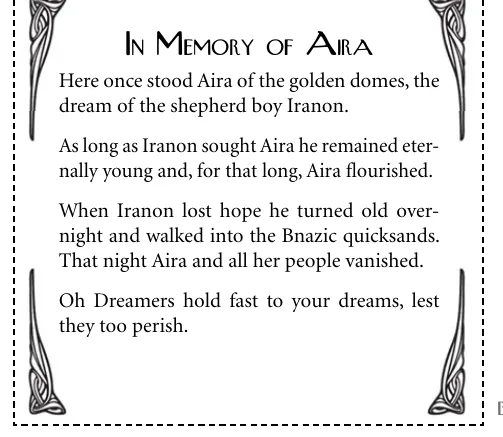 In Memory of Aira
Here once stood Aira of the golden domes, the
dream of the shepherd boy Iranon.
As long as Iranon sought Aira he remained eter-
nally young and, for that long, Aira flourished.
When Iranon lost hope he turned old over-
night and walked into the Bnazic quicksands.
That night Aira and all her people vanished.
Oh Dreamers hold fast to your dreams, lest
they too perish.